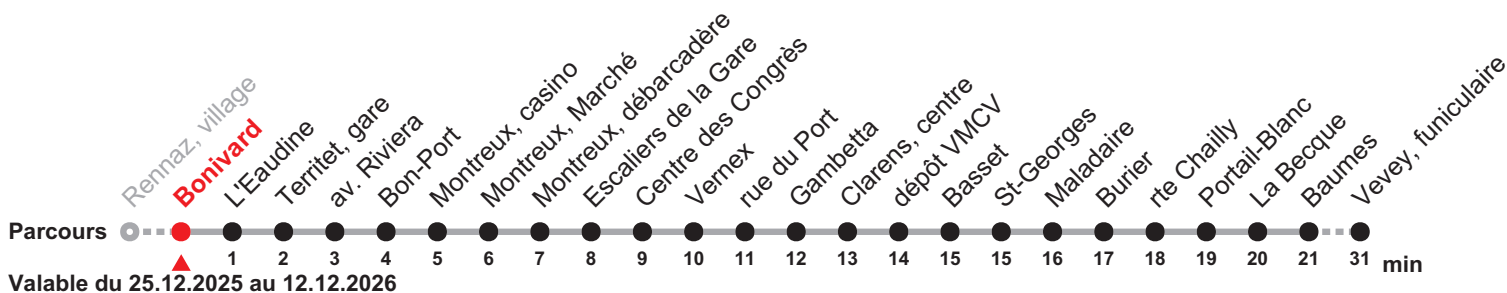 Rennaz, village
Bonivard
L'Eaudine
Territet, gare
av. Riviera
Bon-Port
Montreux, casino
Montreux, Marché
Montreux, débarcadère
Escaliers de la Gare
Centre des Congrès
Vernex
rue du Port
Gambetta
Clarens, centre
dépôt VMCV
Basset
St-Georges
Maladaire
Burier
rte Chailly
Portail-Blanc
La Becque
Baumes
Vevey, funiculaire
Parcours
1 2 3 4 5 6 7 8 9 10 11 12 13 14 15 15 16 17 18 19 20 21 31 min
Valable du 25.12.2025 au 12.12.2026